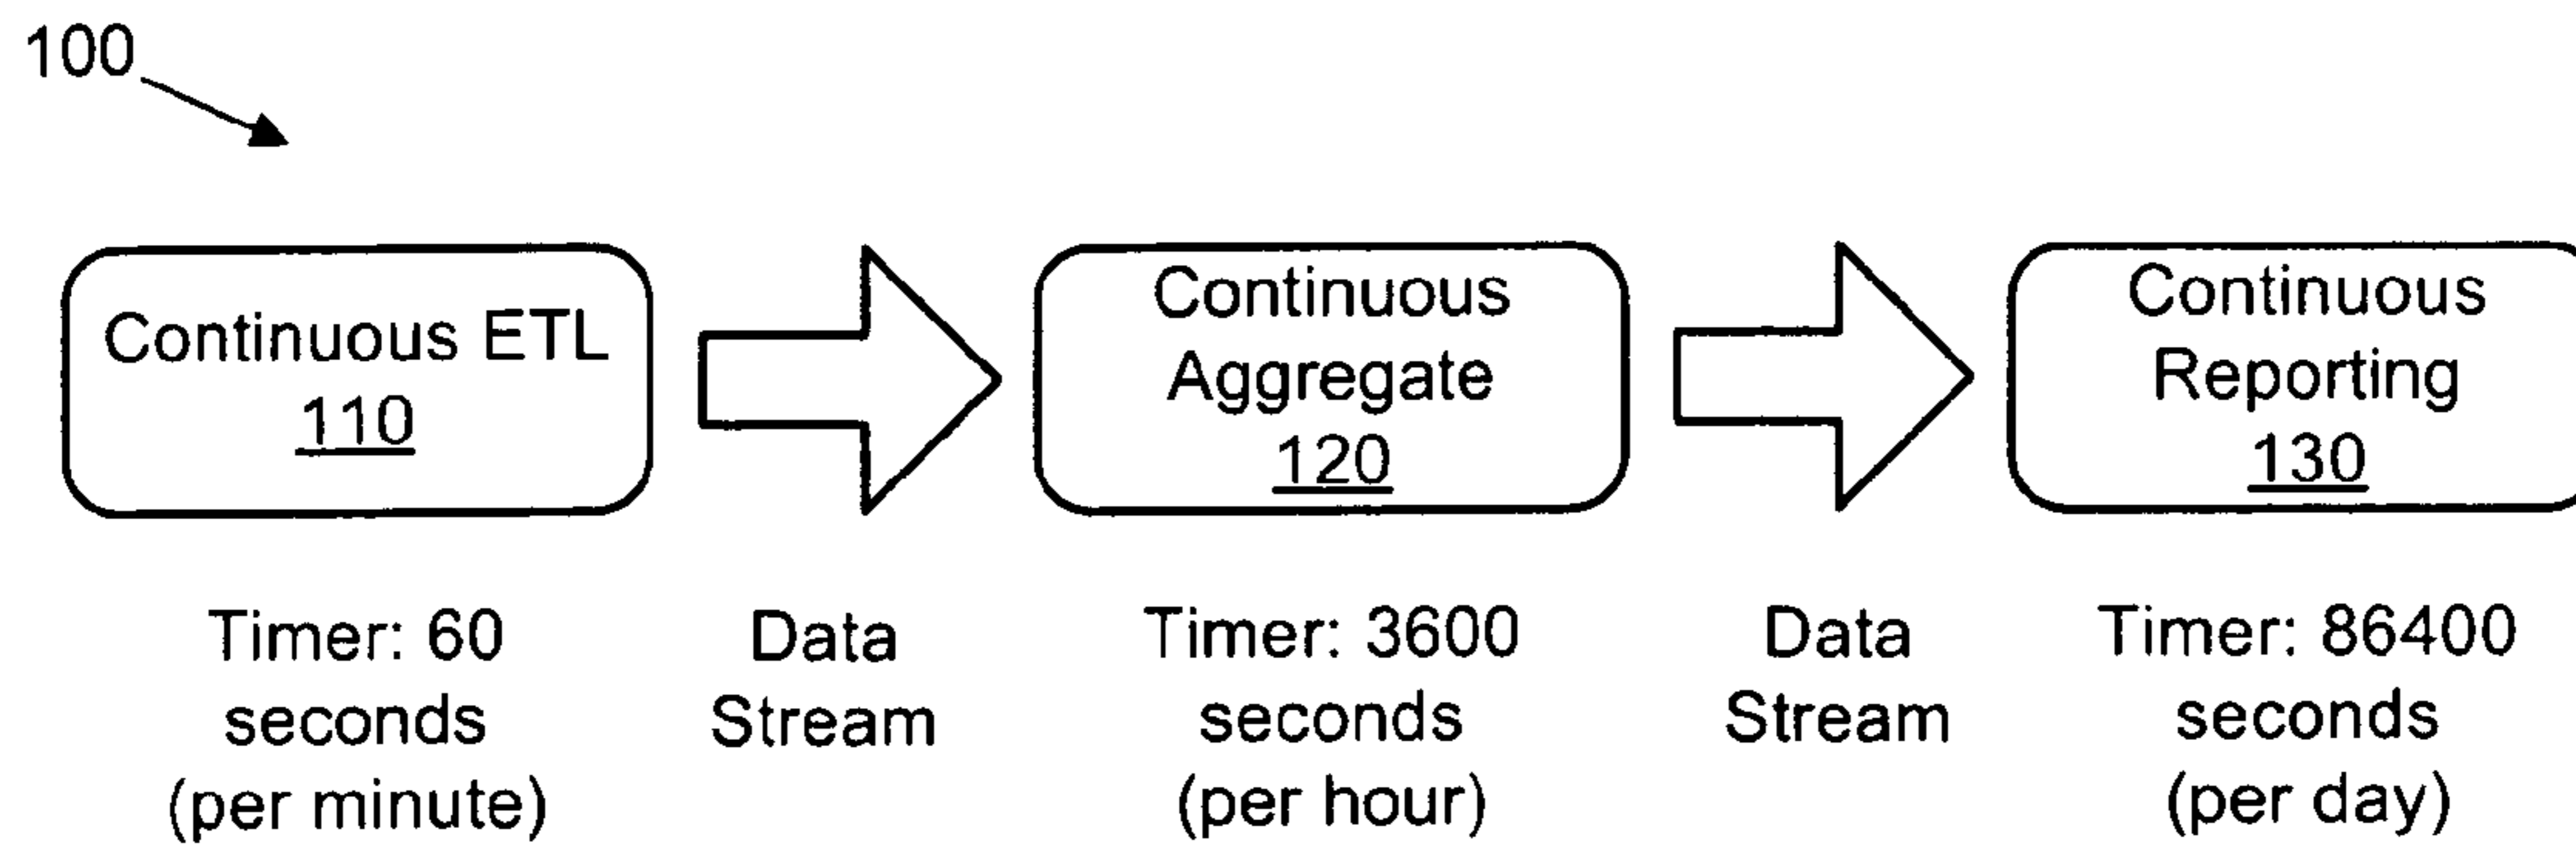 100
Continuous ETL
110
Continuous
Aggregate
120
Continuous
Reporting
130
Timer: 60
seconds
(per minute)
Data
Stream
Timer: 3600
seconds
(per hour)
Data
Stream
Timer: 86400
seconds
(per day)